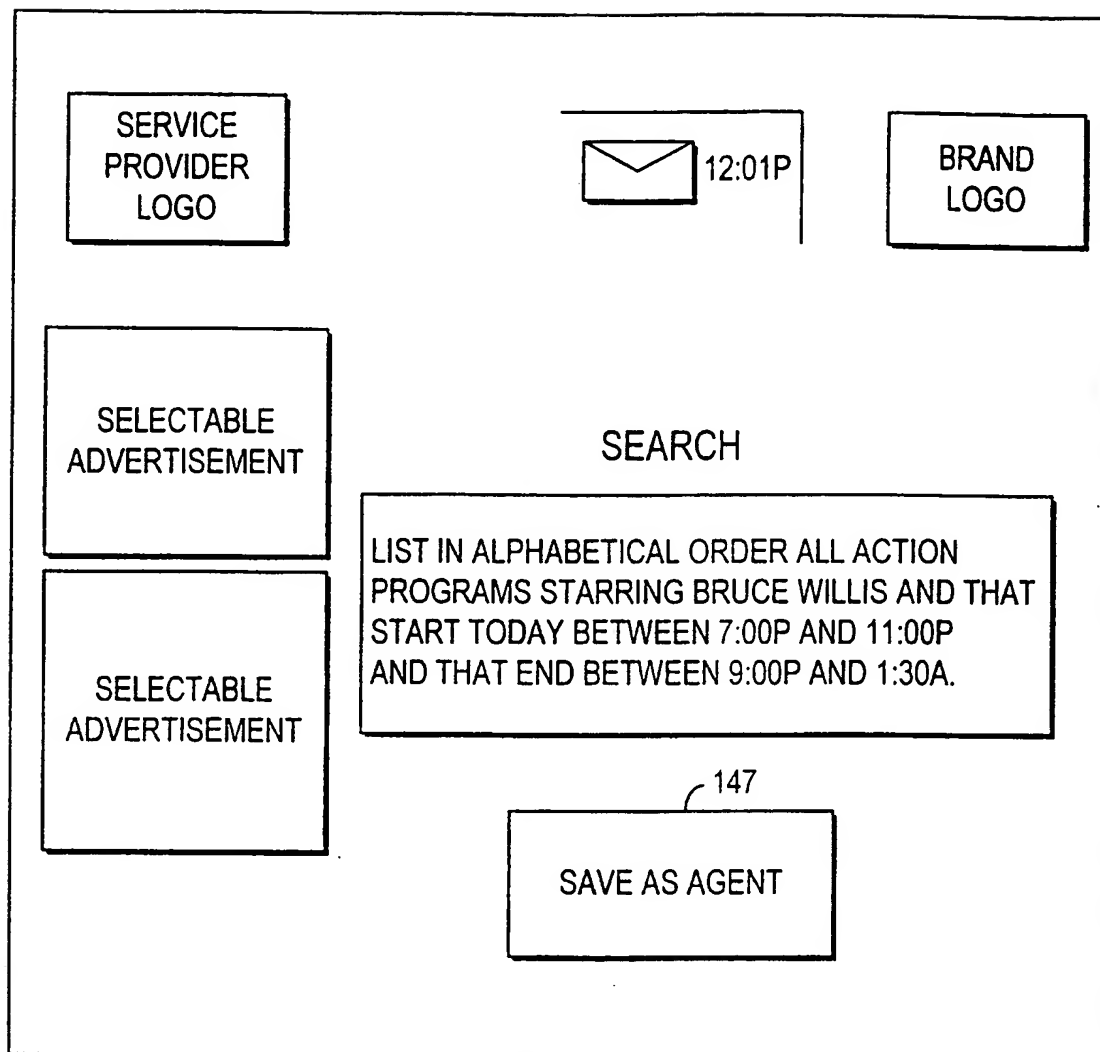 SERVICE
PROVIDER
LOGO
12:01P
BRAND
LOGO
SELECTABLE
ADVERTISEMENT
SEARCH
LIST IN ALPHABETICAL ORDER ALL ACTION
PROGRAMS STARRING BRUCE WILLIS AND THAT
START TODAY BETWEEN 7:00P AND 11:00P
AND THAT END BETWEEN 9:00P AND 1:30A.
SELECTABLE
ADVERTISEMENT
147
SAVE AS AGENT